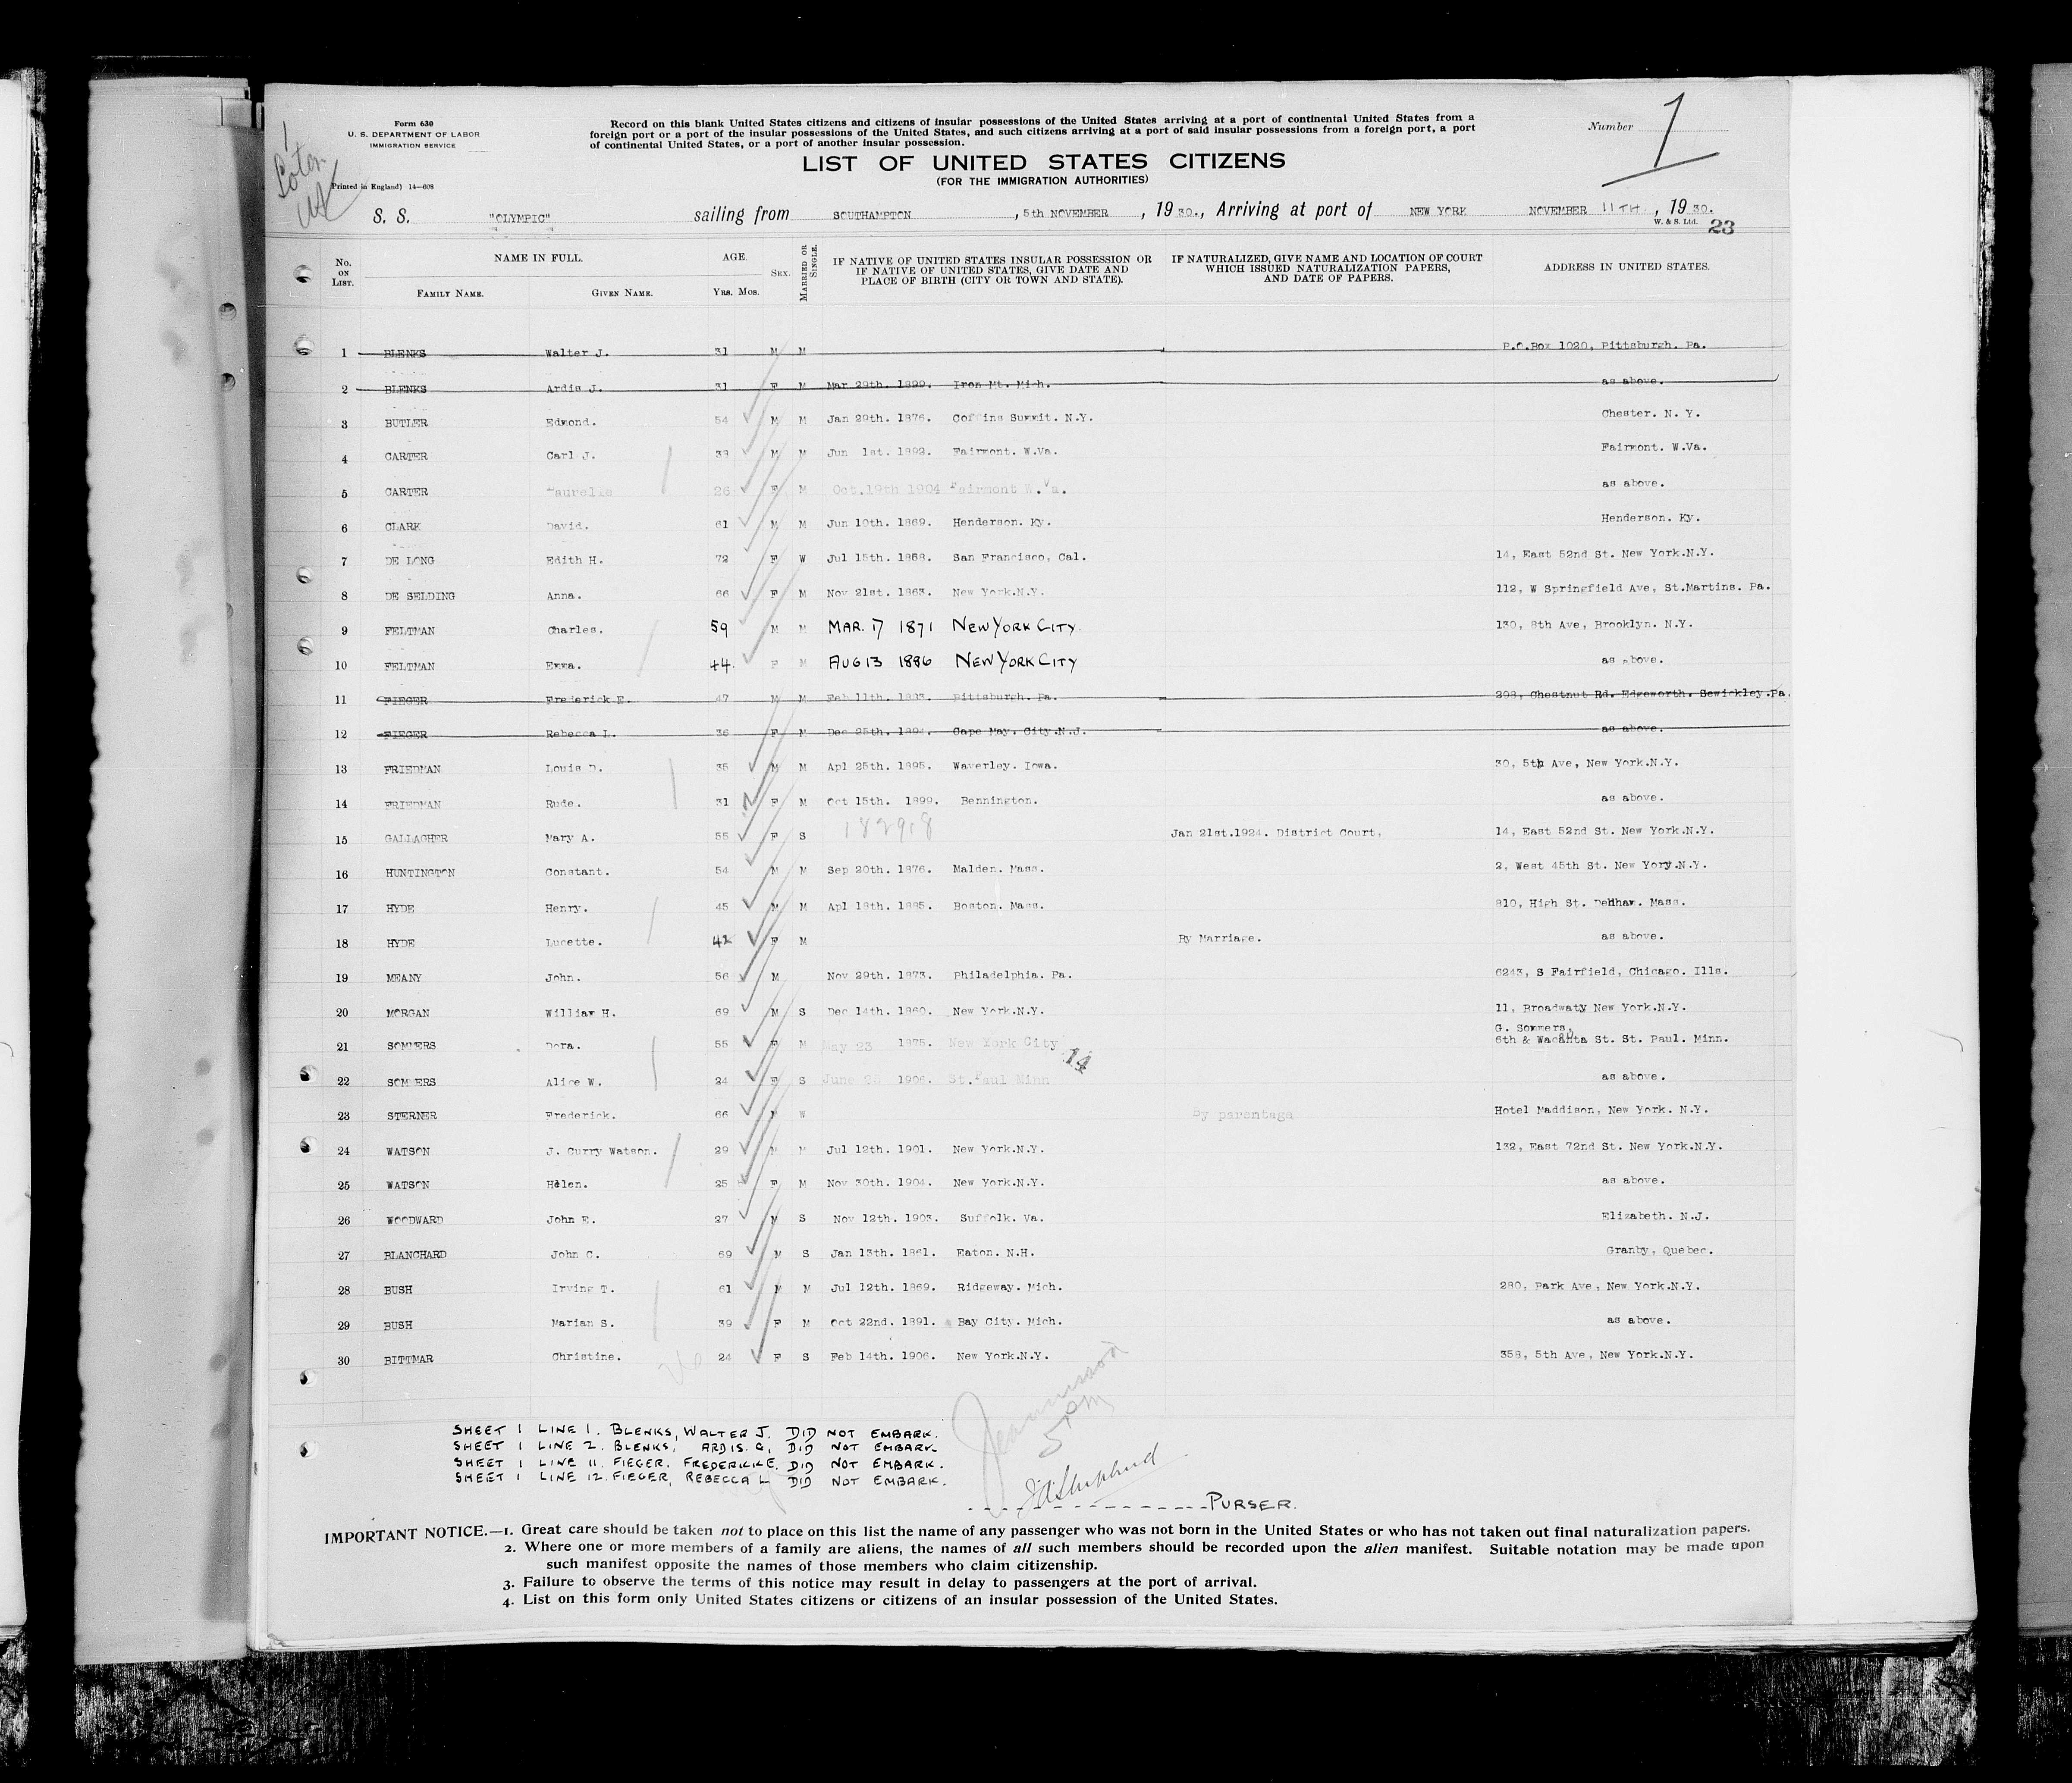 Form 630
U. S. DEPARTMENT OF LABOR
IMMIGRATION SERVICE
Printed in England) 14—608
Record on this blank United States citizens and citizens of insular possessions of the United States arriving at a port of continental United States from a
foreign port or a port of the insular possessions of the United States, and such citizens arriving at a port of said insular possessions from a foreign port, a port
of continental United States, or a port of another insular possession.
Number 1
LIST OF UNITED STATES CITIZENS
(FOR THE IMMIGRATION AUTHORITIES)
S. S. "OLYMPIC" sailing from SOUTHAMPTON, 5th NOVEMBER, 1930., Arriving at port of NEW YORK NOVEMBER 11TH, 1930.
W. & S. Ltd. 23
No. ON LIST. NAME IN FULL. FAMILY NAME. GIVEN NAME. AGE. YRS. MOS. SEX. MARRIED OR SINGLE. IF NATIVE OF UNITED STATES INSULAR POSSESSION OR IF NATIVE OF UNITED STATES, GIVE DATE AND PLACE OF BIRTH (CITY OR TOWN AND STATE). IF NATURALIZED, GIVE NAME AND LOCATION OF COURT WHICH ISSUED NATURALIZATION PAPERS, AND DATE OF PAPERS. ADDRESS IN UNITED STATES.
1 BLENKS Walter J. 31 M M P.O.Box 1020, Pittsburgh. Pa.
2 BLENKS Ardis J. 31 F M Mar 29th. 1899. Iron Mt. Mich. as above.
3 BUTLER Edmond. 54 M M Jan 29th. 1876. Coffins Summit. N.Y. Chester. N. Y.
4 CARTER Carl J. 38 M M Jun 1st. 1892. Fairmont. W.Va. Fairmont. W.Va.
5 CARTER Laurelle 26 F M Oct.19th 1904 Fairmont W.Va. as above.
6 CLARK David. 61 M M Jun 10th. 1869. Henderson. Ky. Henderson. Ky.
7 DE LONG Edith H. 72 F W Jul 15th. 1858. San Francisco, Cal. 14, East 52nd St. New York.N.Y.
8 DE SELDING Anna. 66 F M Nov 21st. 1863. New York.N.Y. 112, W Springfield Ave, St.Martins. Pa.
9 FELTMAN Charles. 59 M M MAR. 17 1871 NEW YORK CITY. 130, 8th Ave, Brooklyn. N.Y.
10 FELTMAN Emma. 44. F M AUG 13 1886 NEW YORK CITY as above.
11 FIEGER Frederick E. 47 M M Feb 11th. 1883. Pittsburgh. Pa. 298, Chestnut Rd. Edgeworth. Sewickley.Pa.
12 FIEGER Rebecca L. 36 F M Dec 25th. 1894. Cape May. City.N.J. as above.
13 FRIEDMAN Louis D. 35 M M Apl 25th. 1895. Waverley. Iowa. 30, 5th Ave, New York.N.Y.
14 FRIEDMAN Rude. 31 F M Oct 15th. 1899. Bennington. as above.
15 GALLAGHER Mary A. 55 F S Jan 21st.1924. District Court, 14, East 52nd St. New York.N.Y.
16 HUNTINGTON Constant. 54 M M Sep 20th. 1876. Malden. Mass. 2, West 45th St. New Yory.N.Y.
17 HYDE Henry. 45 M M Apl 18th. 1885. Boston. Mass. 810, High St. Dedham. Mass.
18 HYDE Lucette. 42 F M By Marriage. as above.
19 MEANY John. 56 M Nov 29th. 1873. Philadelphia. Pa. 6243, S Fairfield, Chicago. Ills.
20 MORGAN William H. 69 M S Dec 14th. 1860. New York.N.Y. 11, Broadwaty New York.N.Y.
G. Sommers,
21 SOMMERS Dora. 55 F M May 23 1875. New York City 6th & Wacouta St. St. Paul. Minn.
14
22 SOMMERS Alice W. 24 F S June 26 1906. St.Paul Minn as above.
23 STERNER Frederick. 66 M W By parentage Hotel Maddison, New York. N.Y.
24 WATSON J. Curry Watson. 29 M M Jul 12th. 1901. New York.N.Y. 132, East 72nd St. New York.N.Y.
25 WATSON Helen. 25 F M Nov 30th. 1904. New York.N.Y. as above.
26 WOODWARD John E. 27 M S Nov 12th. 1903. Suffolk. Va. Elizabeth. N.J.
27 BLANCHARD John C. 69 M S Jan 13th. 1861. Eaton. N.H. Granby, Quebec.
28 BUSH Irving T. 61 M M Jul 12th. 1869. Ridgeway. Mich. 280, Park Ave, New York.N.Y.
29 BUSH Marian S. 39 F M Oct 22nd. 1891. Bay City. Mich. as above.
30 BITTMAR Christine. 24 F S Feb 14th. 1906. New York.N.Y. 358, 5th Ave, New York.N.Y.
SHEET 1 LINE 1. BLENKS, WALTER J. DID NOT EMBARK.
SHEET 1 LINE 2. BLENKS, ARDIS. G, DID NOT EMBARK.
SHEET 1 LINE 11. FIEGER, FREDERICK E. DID NOT EMBARK.
SHEET 1 LINE 12. FIEGER, REBECCA L DID NOT EMBARK.
5 PM
PURSER.
IMPORTANT NOTICE.—1. Great care should be taken not to place on this list the name of any passenger who was not born in the United States or who has not taken out final naturalization papers.
2. Where one or more members of a family are aliens, the names of all such members should be recorded upon the alien manifest. Suitable notation may be made upon
such manifest opposite the names of those members who claim citizenship.
3. Failure to observe the terms of this notice may result in delay to passengers at the port of arrival.
4. List on this form only United States citizens or citizens of an insular possession of the United States.